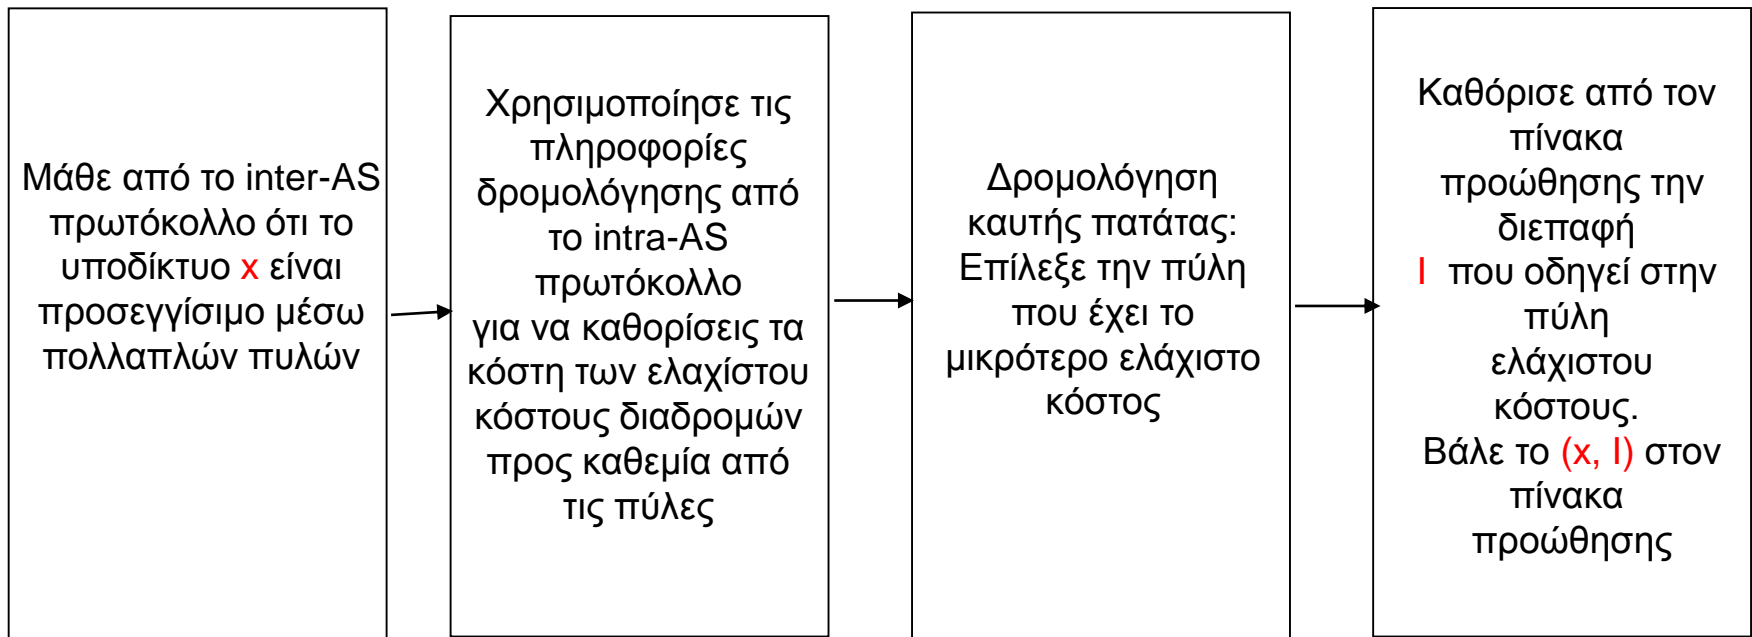 Μάθε από το inter-AS
πρωτόκολλο ότι το
υποδίκτυο x είναι
προσεγγίσιμο μέσω
πολλαπλών πυλών
Χρησιμοποίησε τις
πληροφορίες
δρομολόγησης από
το intra-AS
πρωτόκολλο
για να καθορίσεις τα
κόστη των ελαχίστου
κόστους διαδρομών
προς καθεμία από
τις πύλες
Δρομολόγηση
καυτής πατάτας:
Επίλεξε την πύλη
που έχει το
μικρότερο ελάχιστο
κόστος
Καθόρισε από τον
πίνακα
προώθησης την
διεπαφή
I που οδηγεί στην
πύλη
ελάχιστου
κόστους.
Βάλε το (x, I) στον
πίνακα
προώθησης